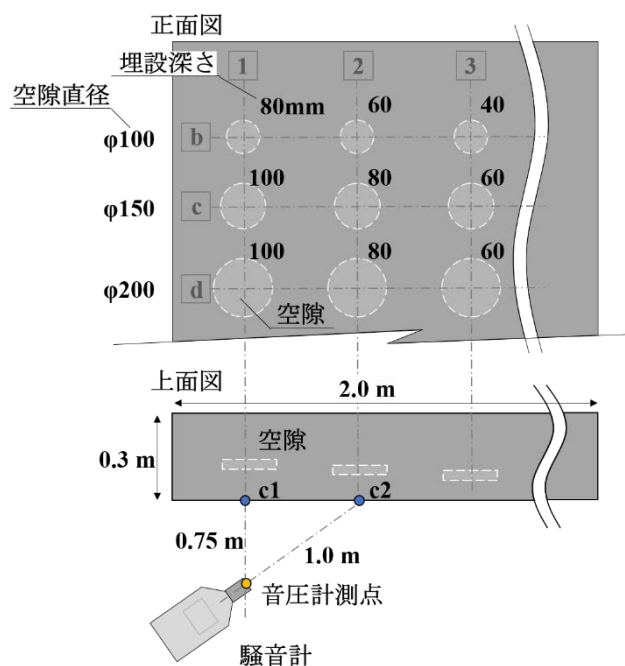 正面図
埋設深さ
1
2
3
空隙直径
80mm
60
40
φ100
b
100
80
60
φ150
c
100
80
60
φ200
d
空隙
上面図
2.0 m
0.3 m
空隙
c1
c2
0.75 m
1.0 m
音圧計測点
騒音計